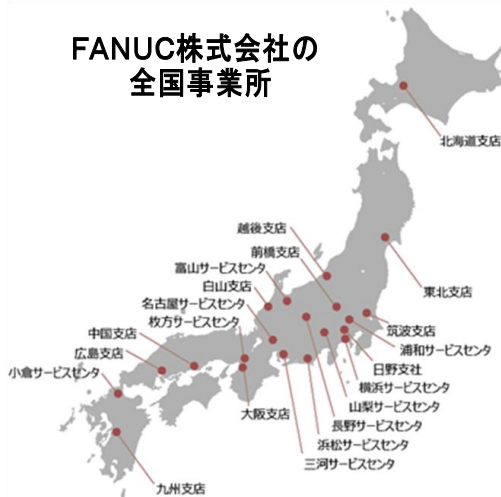 FANUC株式会社の
全国事業所
北海道支店
越後支店
前橋支店
富山サービスセンタ
白山支店
名古屋サービスセンタ
枚方サービスセンタ
中国支店
広島支店
小倉サービスセンタ
東北支店
筑波支店
浦和サービスセンタ
日野支社
横浜サービスセンタ
山梨サービスセンタ
長野サービスセンタ
浜松サービスセンタ
三河サービスセンタ
大阪支店
九州支店